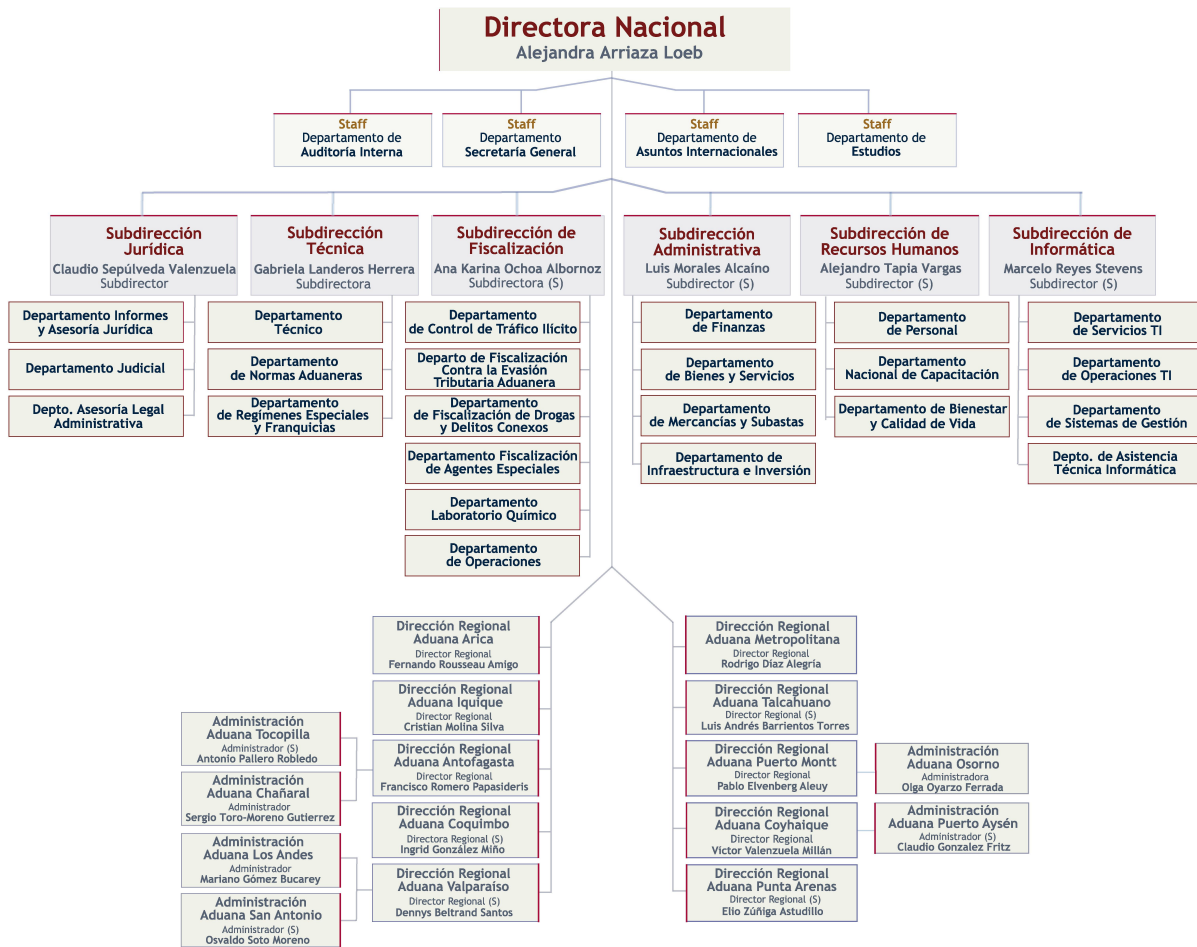 Directora Nacional
Alejandra Arriaza Loeb
Staff
Departamento de
Auditoría Interna
Staff
Departamento
Secretaría General
Staff
Departamento de
Asuntos Internacionales
Staff
Departamento de
Estudios
Subdirección
Jurídica
Claudio Sepúlveda Valenzuela
Subdirector
Departamento Informes
y Asesoría Jurídica
Departamento Judicial
Depto. Asesoría Legal
Administrativa
Subdirección
Técnica
Gabriela Landeros Herrera
Subdirectora
Departamento
Técnico
Departamento
de Normas Aduaneras
Departamento
de Regímenes Especiales
y Franquicias
Subdirección de
Fiscalización
Ana Karina Ochoa Albornoz
Subdirectora (S)
Departamento
de Control de Tráfico Ilícito
Departo de Fiscalización
Contra la Evasión
Tributaria Aduanera
Departamento
de Fiscalización de Drogas
y Delitos Conexos
Departamento Fiscalización
de Agentes Especiales
Departamento
Laboratorio Químico
Departamento
de Operaciones
Subdirección
Administrativa
Luis Morales Alcaíno
Subdirector (S)
Departamento
de Finanzas
Departamento
de Bienes y Servicios
Departamento
de Mercancías y Subastas
Departamento de
Infraestructura e Inversión
Subdirección de
Recursos Humanos
Alejandro Tapia Vargas
Subdirector (S)
Departamento
de Personal
Departamento
Nacional de Capacitación
Departamento de Bienestar
y Calidad de Vida
Subdirección de
Informática
Marcelo Reyes Stevens
Subdirector (S)
Departamento
de Servicios TI
Departamento
de Operaciones TI
Departamento
de Sistemas de Gestión
Depto. de Asistencia
Técnica Informática
Dirección Regional
Aduana Arica
Director Regional
Fernando Rousseau Amigo
Dirección Regional
Aduana Iquique
Director Regional
Cristian Molina Silva
Dirección Regional
Aduana Antofagasta
Director Regional
Francisco Romero Papasideris
Administración
Aduana Tocopilla
Administrador (S)
Antonio Pallero Robledo
Administración
Aduana Chañaral
Administrador
Sergio Toro-Moreno Gutierrez
Dirección Regional
Aduana Coquimbo
Directora Regional (S)
Ingrid González Miño
Dirección Regional
Aduana Valparaíso
Director Regional (S)
Dennys Beltrand Santos
Administración
Aduana Los Andes
Administrador
Mariano Gómez Bucarey
Administración
Aduana San Antonio
Administrador (S)
Osvaldo Soto Moreno
Dirección Regional
Aduana Metropolitana
Director Regional
Rodrigo Díaz Alegría
Dirección Regional
Aduana Talcahuano
Director Regional (S)
Luis Andrés Barrientos Torres
Dirección Regional
Aduana Puerto Montt
Director Regional
Pablo Elvenberg Aleuy
Administración
Aduana Osorno
Administradora
Olga Oyarzo Ferrada
Dirección Regional
Aduana Coyhaique
Director Regional
Víctor Valenzuela Millán
Administración
Aduana Puerto Aysén
Administrador (S)
Claudio Gonzalez Fritz
Dirección Regional
Aduana Punta Arenas
Director Regional (S)
Elio Zúñiga Astudillo